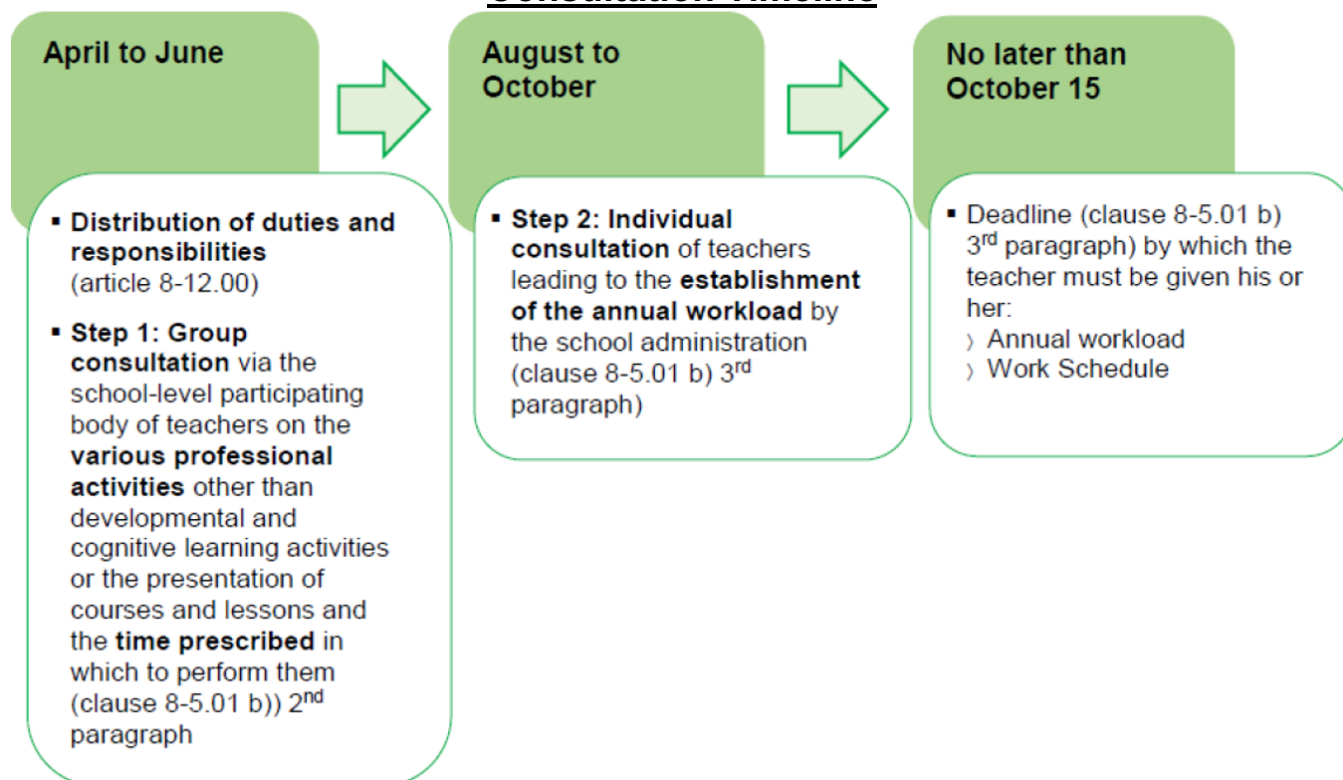 Consultation Timeline
April to June
▪ Distribution of duties and
responsibilities
(article 8-12.00)
▪ Step 1: Group
consultation via the
school-level participating
body of teachers on the
various professional
activities other than
developmental and
cognitive learning activities
or the presentation of
courses and lessons and
the time prescribed in
which to perform them
(clause 8-5.01 b)) 2nd
paragraph
August to
October
▪ Step 2: Individual
consultation of teachers
leading to the establishment
of the annual workload by
the school administration
(clause 8-5.01 b) 3rd
paragraph)
No later than
October 15
▪ Deadline (clause 8-5.01 b)
3rd paragraph) by which the
teacher must be given his or
her:
〉 Annual workload
〉 Work Schedule